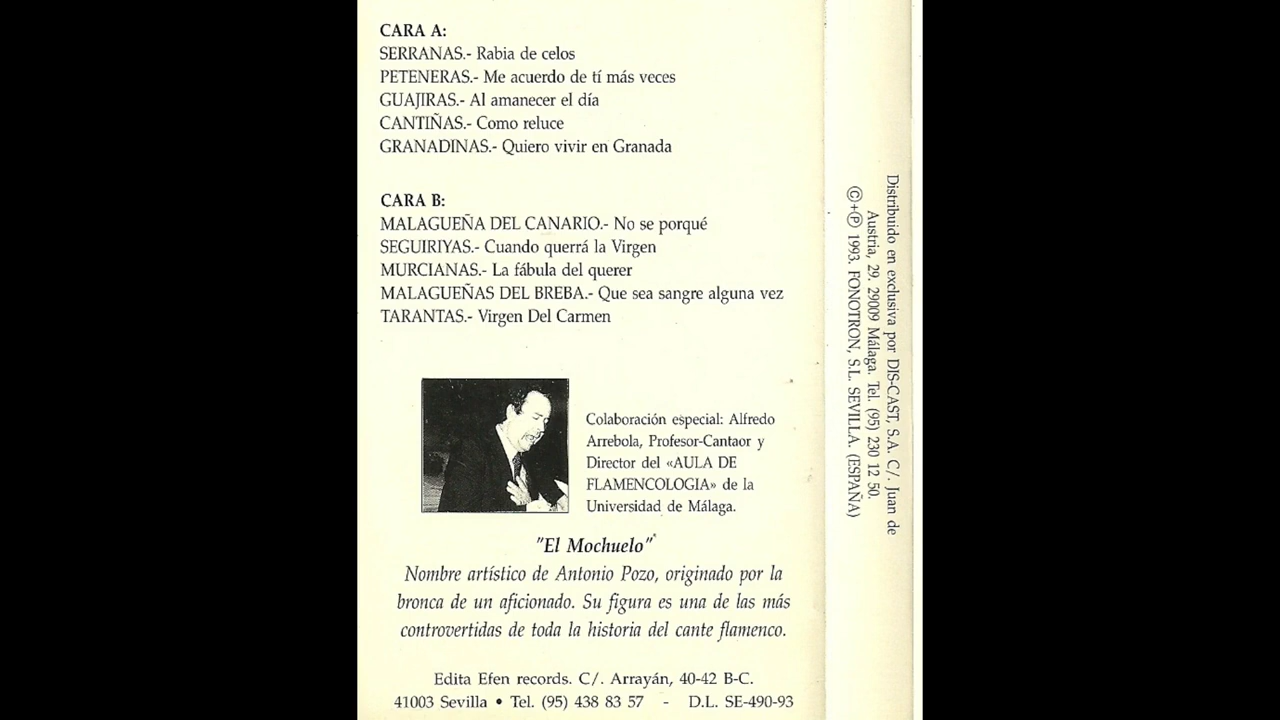 CARA A:
SERRANAS.- Rabia de celos
PETENERAS.- Me acuerdo de tí más veces
GUAJIRAS.- Al amanecer el día
CANTIÑAS.- Como reluce
GRANADINAS.- Quiero vivir en Granada
CARA B:
MALAGUEÑA DEL CANARIO.- No se porqué
SEGUIRIYAS.- Cuando querrá la Virgen
MURCIANAS.- La fábula del querer
MALAGUEÑAS DEL BREBA.- Que sea sangre alguna vez
TARANTAS.- Virgen Del Carmen
Colaboración especial: Alfredo
Arrebola, Profesor-Cantaor y
Director del «AULA DE
FLAMENCOLOGIA» de la
Universidad de Málaga.
"El Mochuelo"
Nombre artístico de Antonio Pozo, originado por la
bronca de un aficionado. Su figura es una de las más
controvertidas de toda la historia del cante flamenco.
Edita Efen records. C/. Arrayán, 40-42 B-C.
41003 Sevilla • Tel. (95) 438 83 57 - D.L. SE-490-93
Distribuido en exclusiva por DIS-CAST, S.A. C/. Juan de
Austria, 29. 29009 Málaga. Tel. (95) 230 12 50.
©+℗ 1993. FONOTRON, S.L. SEVILLA. (ESPAÑA)